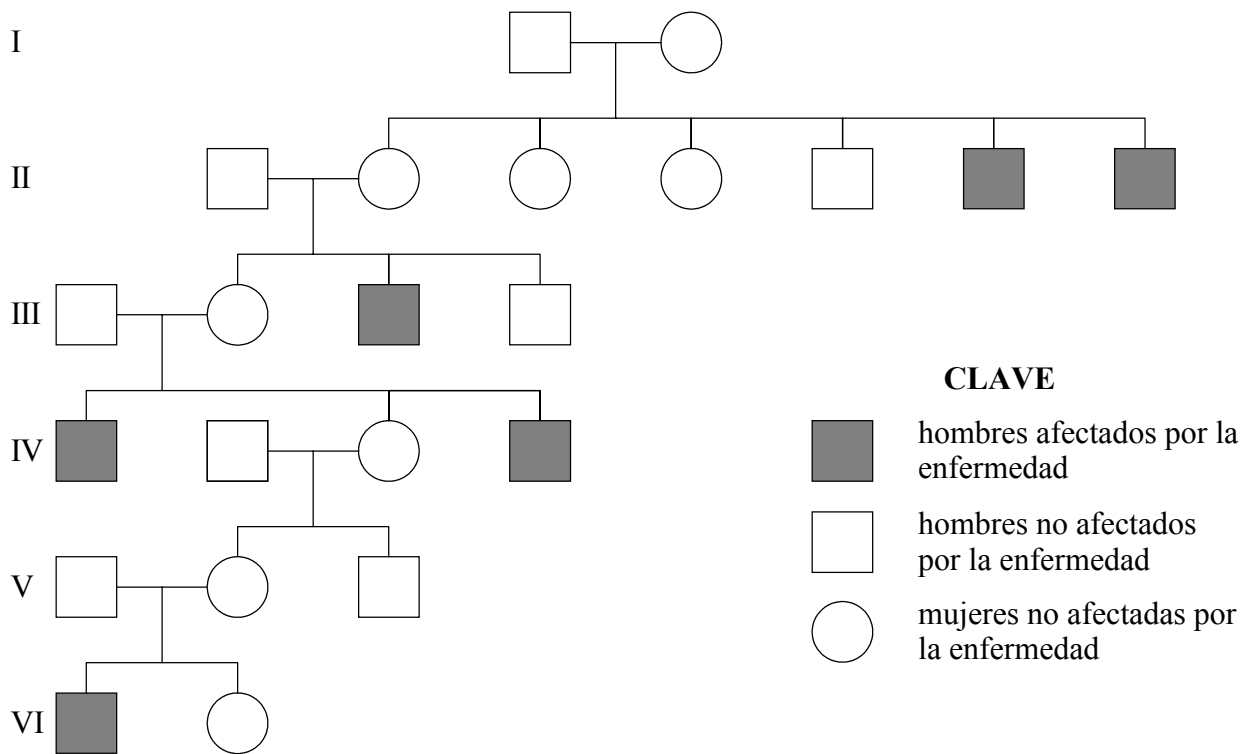 I
II
III
IV
V
VI
CLAVE
hombres afectados por la
enfermedad
hombres no afectados
por la enfermedad
mujeres no afectadas por
la enfermedad